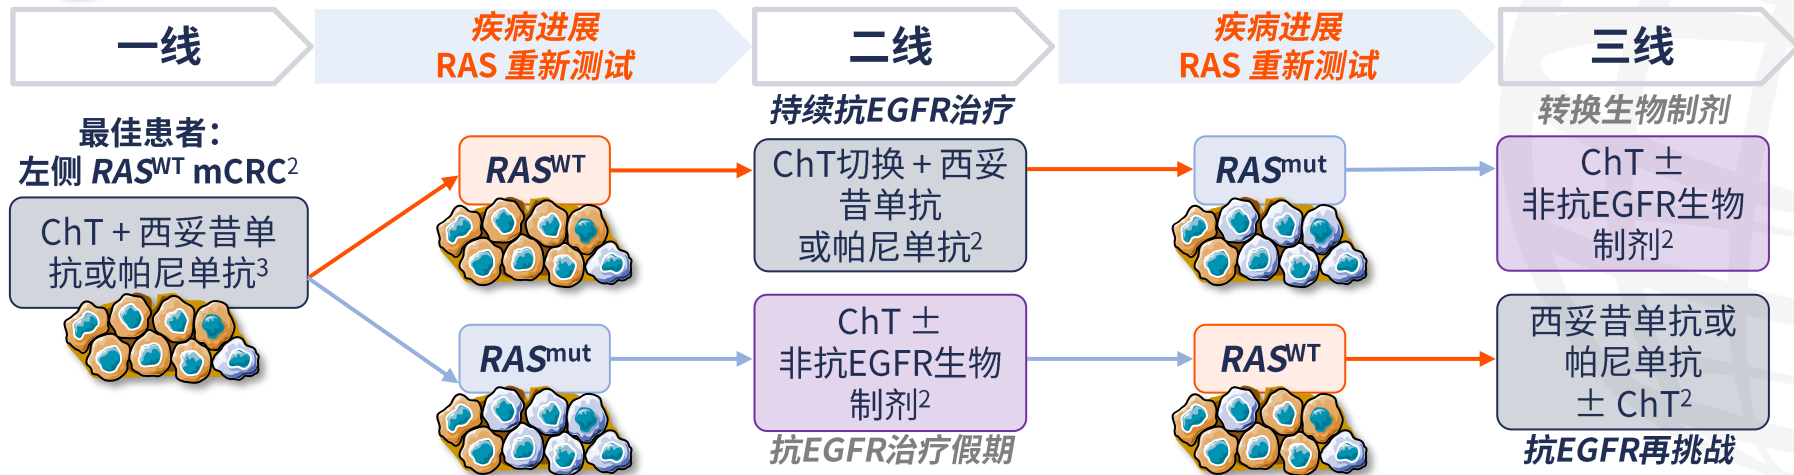 一线
疾病进展
RAS 重新测试
二线
疾病进展
RAS 重新测试
三线
最佳患者：
左侧 RASWT mCRC2
ChT + 西妥昔单
抗或帕尼单抗3
RASWT
RASmut
持续抗EGFR治疗
ChT切换 + 西妥
昔单抗
或帕尼单抗2
ChT ±
非抗EGFR生物
制剂2
抗EGFR治疗假期
RASmut
RASWT
转换生物制剂
ChT ±
非抗EGFR生物
制剂2
西妥昔单抗或
帕尼单抗
± ChT2
抗EGFR再挑战